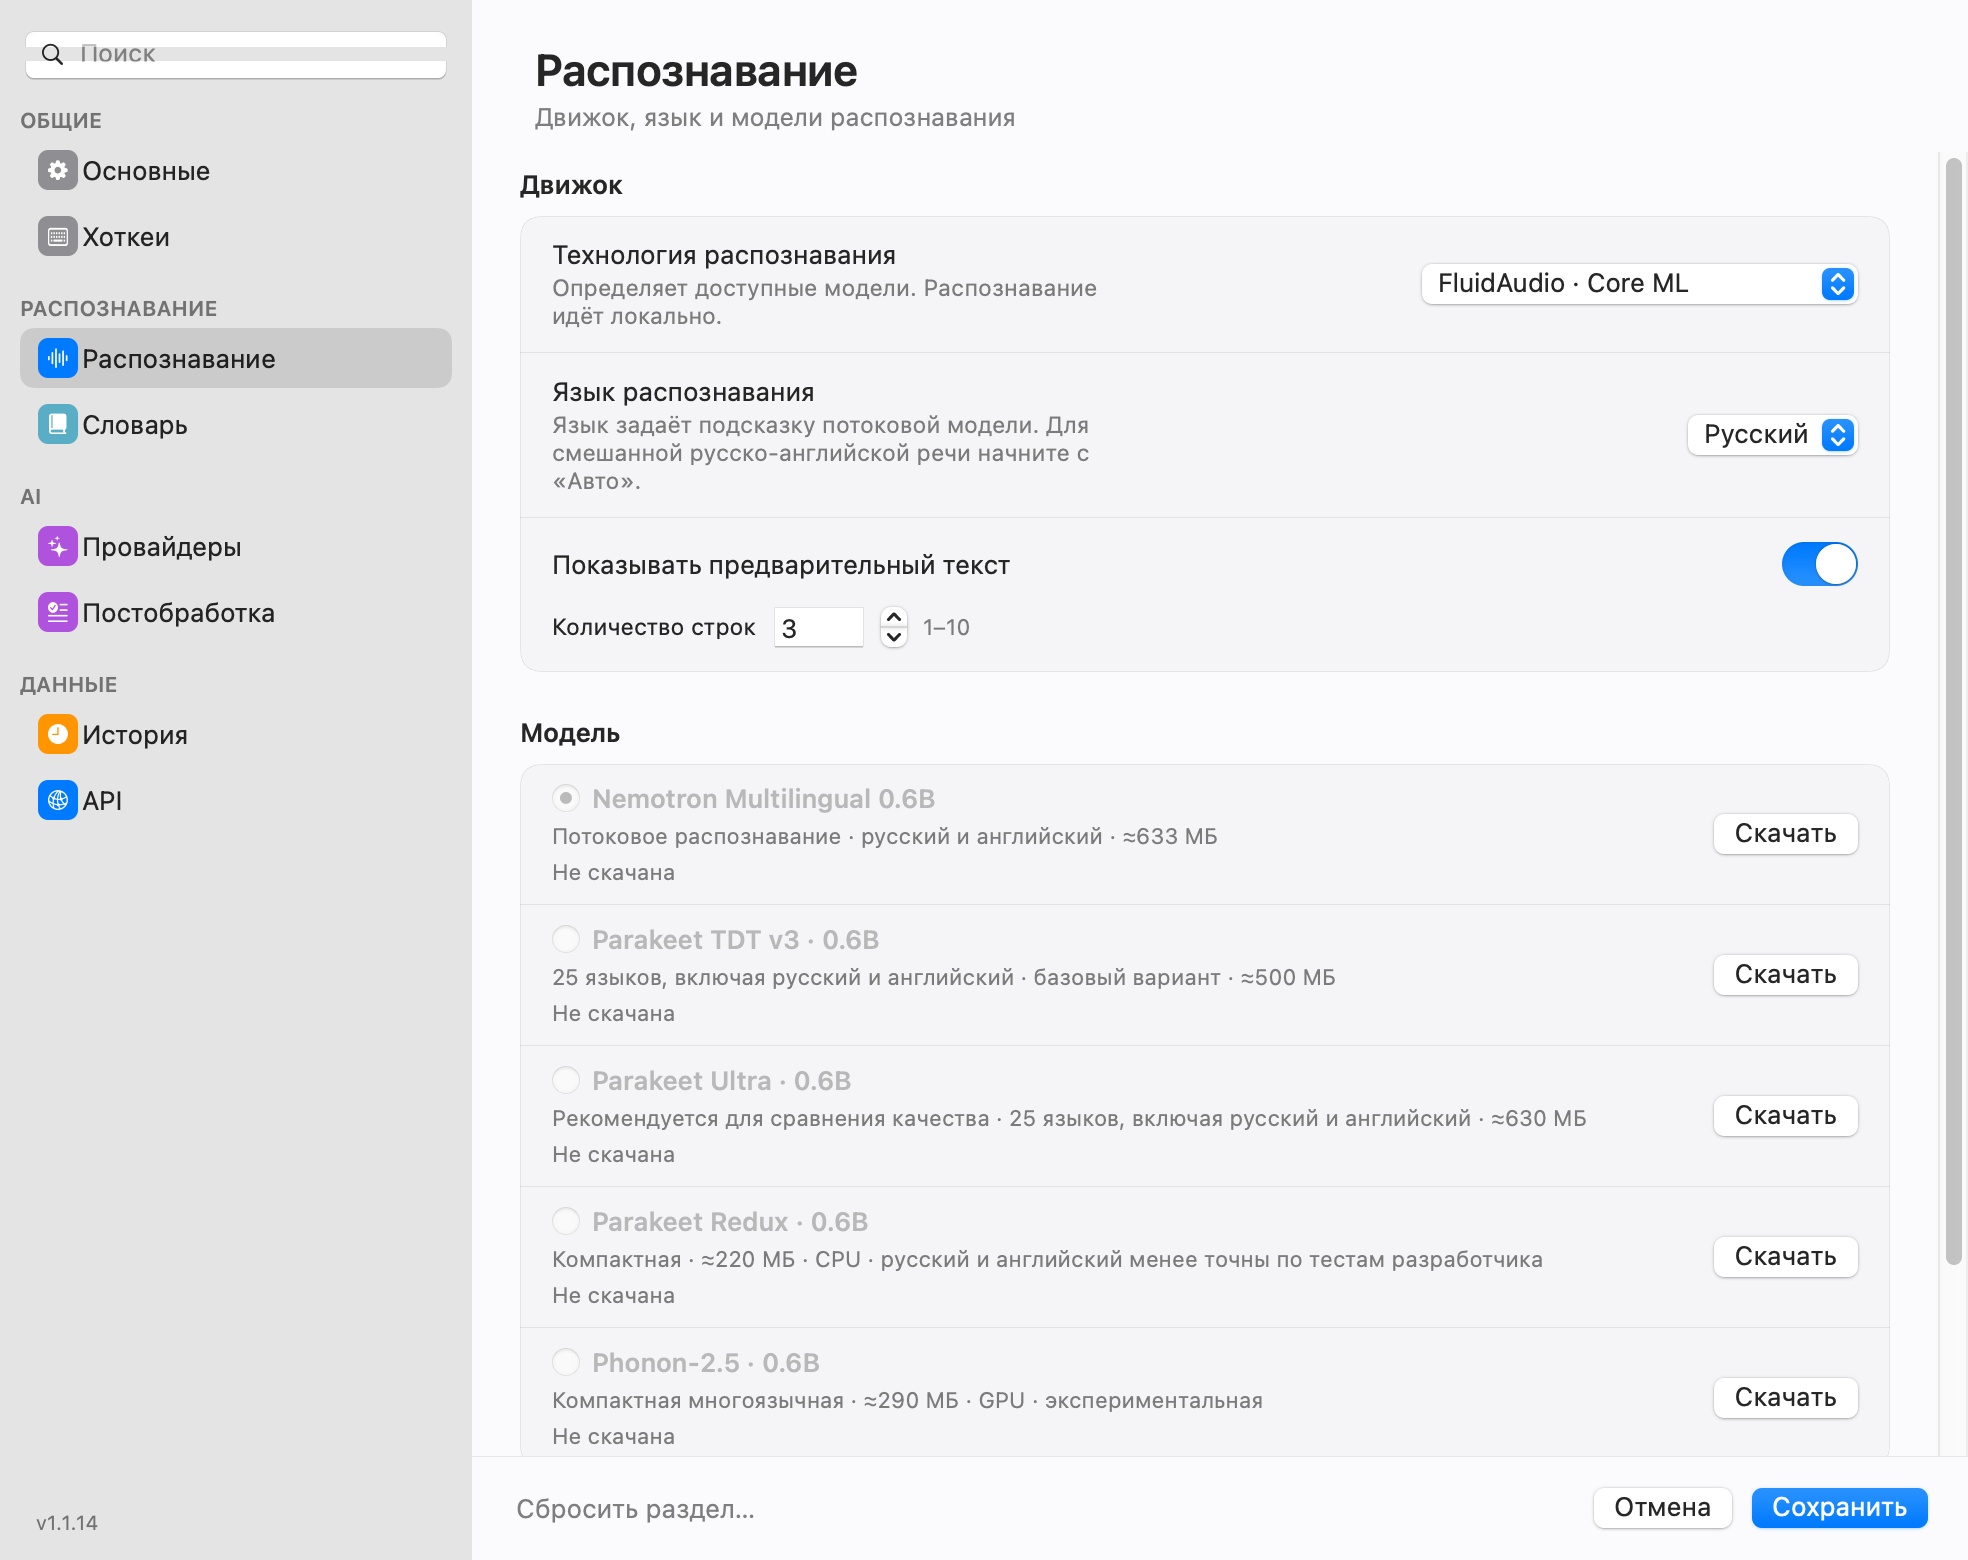 Поиск
ОБЩИЕ
Основные
Хоткеи
РАСПОЗНАВАНИЕ
Распознавание
Словарь
AI
Провайдеры
Постобработка
ДАННЫЕ
История
API
v1.1.14
Распознавание
Движок, язык и модели распознавания
Движок
Технология распознавания
Определяет доступные модели. Распознавание
идёт локально.
FluidAudio · Core ML
Язык распознавания
Язык задаёт подсказку потоковой модели. Для
смешанной русско-английской речи начните с
«Авто».
Русский
Показывать предварительный текст
Количество строк 3 1–10
Модель
Nemotron Multilingual 0.6B
Потоковое распознавание · русский и английский · ≈633 МБ
Не скачана
Скачать
Parakeet TDT v3 · 0.6B
25 языков, включая русский и английский · базовый вариант · ≈500 МБ
Не скачана
Скачать
Parakeet Ultra · 0.6B
Рекомендуется для сравнения качества · 25 языков, включая русский и английский · ≈630 МБ
Не скачана
Скачать
Parakeet Redux · 0.6B
Компактная · ≈220 МБ · CPU · русский и английский менее точны по тестам разработчика
Не скачана
Скачать
Phonon-2.5 · 0.6B
Компактная многоязычная · ≈290 МБ · GPU · экспериментальная
Не скачана
Скачать
Сбросить раздел...
Отмена
Сохранить